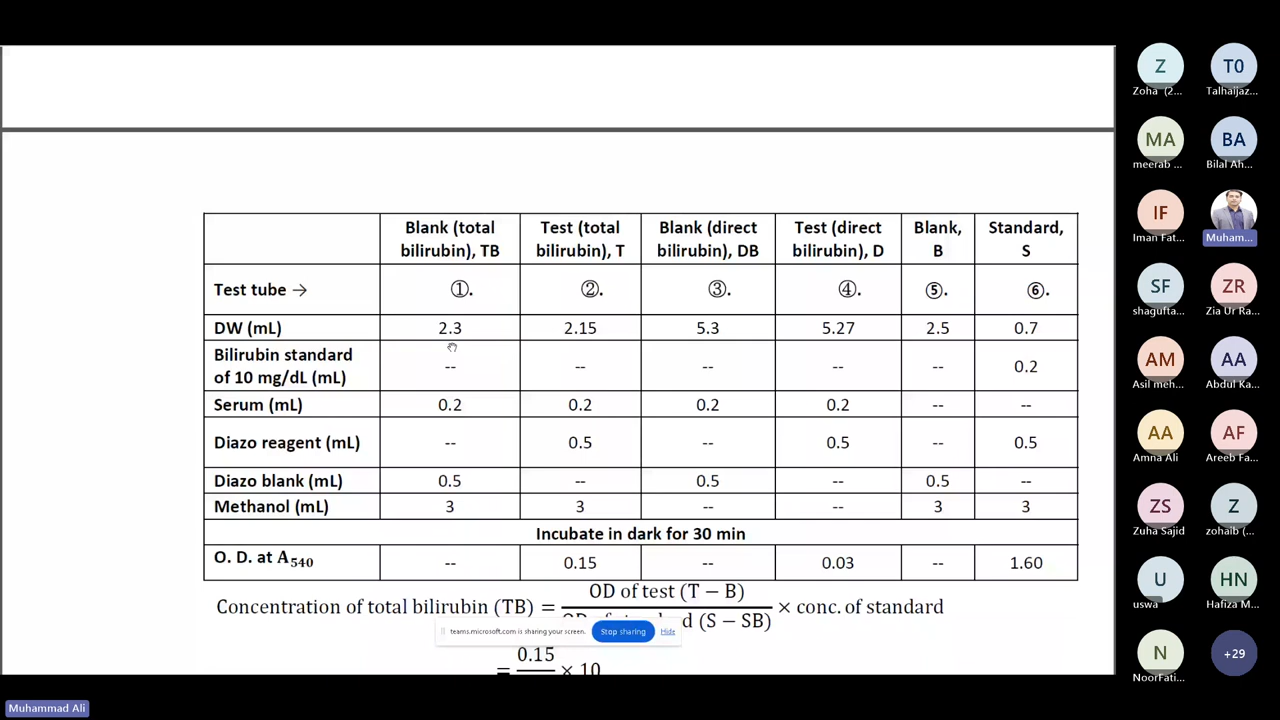 Blank (total bilirubin), TB
Test (total bilirubin), T
Blank (direct bilirubin), DB
Test (direct bilirubin), D
Blank, B
Standard, S
Test tube → ①. ②. ③. ④. ⑤. ⑥.
DW (mL) 2.3 2.15 5.3 5.27 2.5 0.7
Bilirubin standard of 10 mg/dL (mL) -- -- -- -- -- 0.2
Serum (mL) 0.2 0.2 0.2 0.2 -- --
Diazo reagent (mL) -- 0.5 -- 0.5 -- 0.5
Diazo blank (mL) 0.5 -- 0.5 -- 0.5 --
Methanol (mL) 3 3 -- -- 3 3
Incubate in dark for 30 min
O. D. at A540 -- 0.15 -- 0.03 -- 1.60
OD of test (T − B)
Concentration of total bilirubin (TB) = × conc. of standard
(S − SB)
teams.microsoft.com is sharing your screen. Stop sharing Hide
0.15
= × 10
Z T0
Zoha (2... Talhaijaz...
MA BA
meerab ... Bilal Ah...
IF
Iman Fat... Muham...
SF ZR
shagufta... Zia Ur Ra...
AM AA
Asil meh... Abdul Ka...
AA AF
Amna Ali Areeb Fa...
ZS Z
Zuha Sajid zohaib (...
U HN
uswa Hafiza M...
N +29
NoorFati...
Muhammad Ali